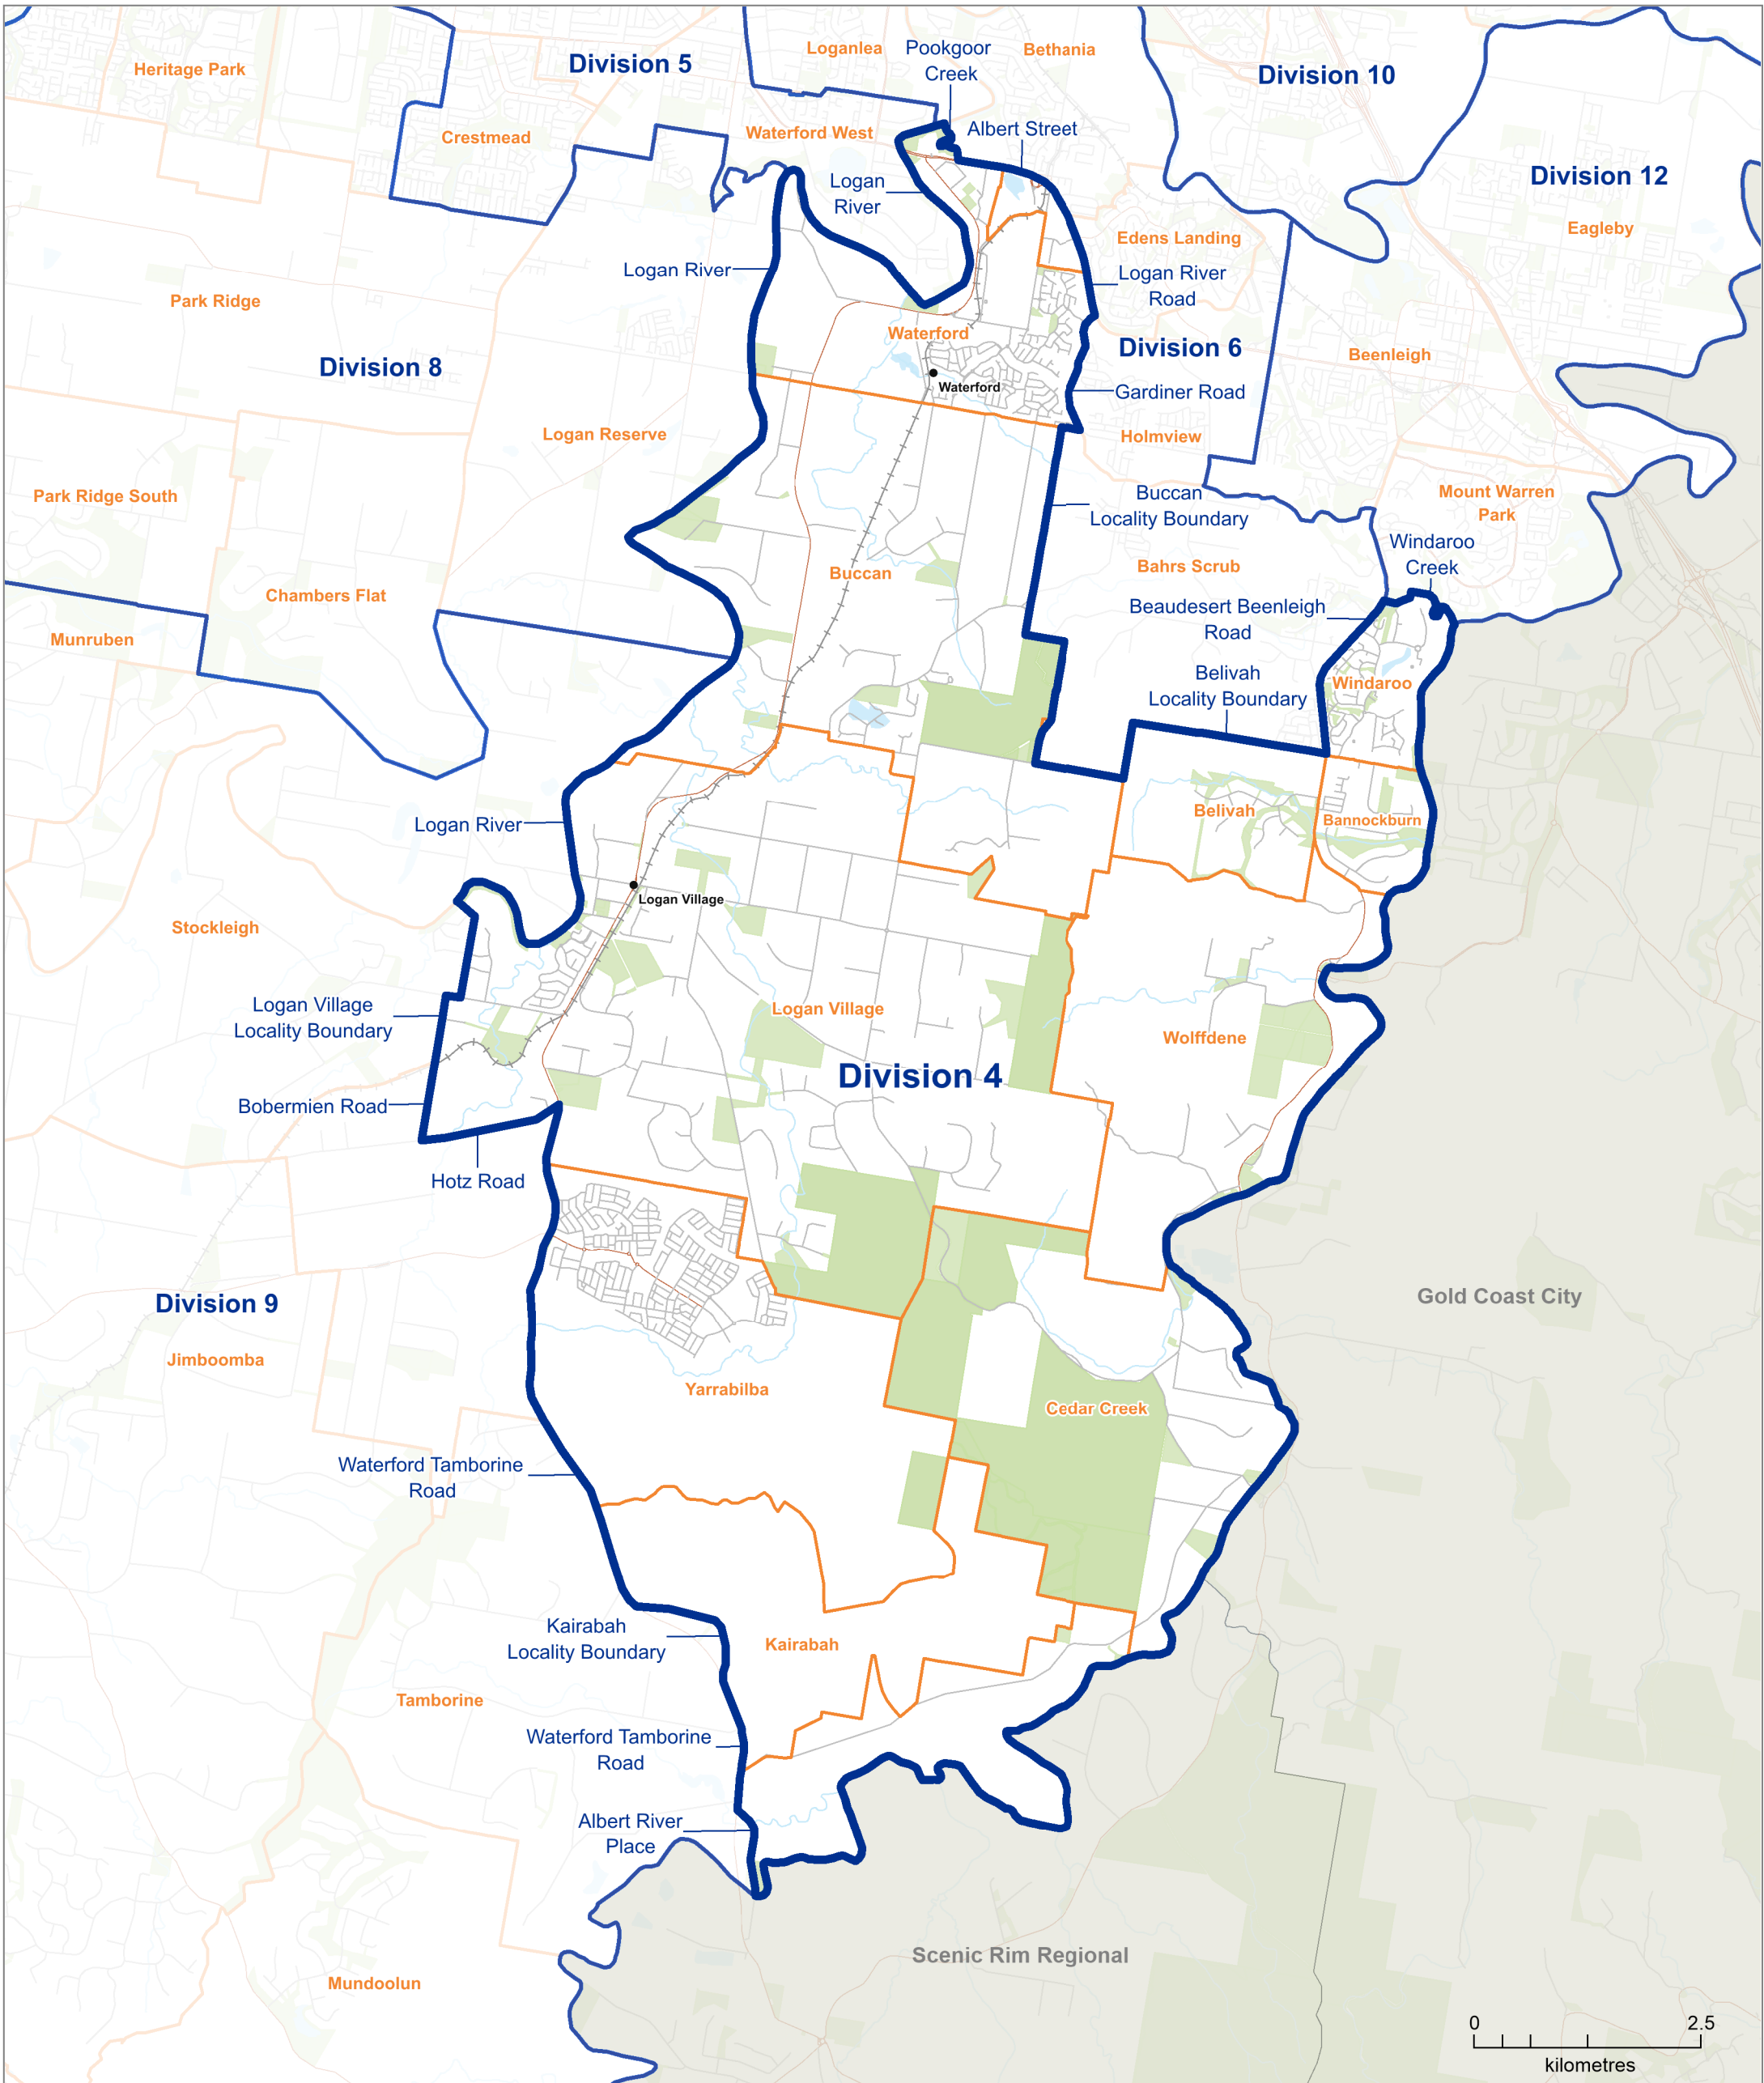 Loganlea
Pookgoor
Creek
Bethania
Division 5
Heritage Park
Division 10
Crestmead
Waterford West
Albert Street
Division 12
Logan
River
Eagleby
Edens Landing
Logan River
Logan River
Road
Park Ridge
Waterford
Division 6
Beenleigh
Division 8
Waterford
Gardiner Road
Logan Reserve
Holmview
Park Ridge South
Buccan
Locality Boundary
Mount Warren
Park
Windaroo
Creek
Buccan
Bahrs Scrub
Chambers Flat
Beaudesert Beenleigh
Road
Munruben
Belivah
Locality Boundary
Windaroo
Logan River
Belivah
Bannockburn
Logan Village
Stockleigh
Logan Village
Locality Boundary
Logan Village
Wolffdene
Division 4
Bobermien Road
Hotz Road
Gold Coast City
Division 9
Jimboomba
Yarrabilba
Cedar Creek
Waterford Tamborine
Road
Kairabah
Locality Boundary
Kairabah
Tamborine
Waterford Tamborine
Road
Albert River
Place
Scenic Rim Regional
Mundoolun
0 2.5
kilometres